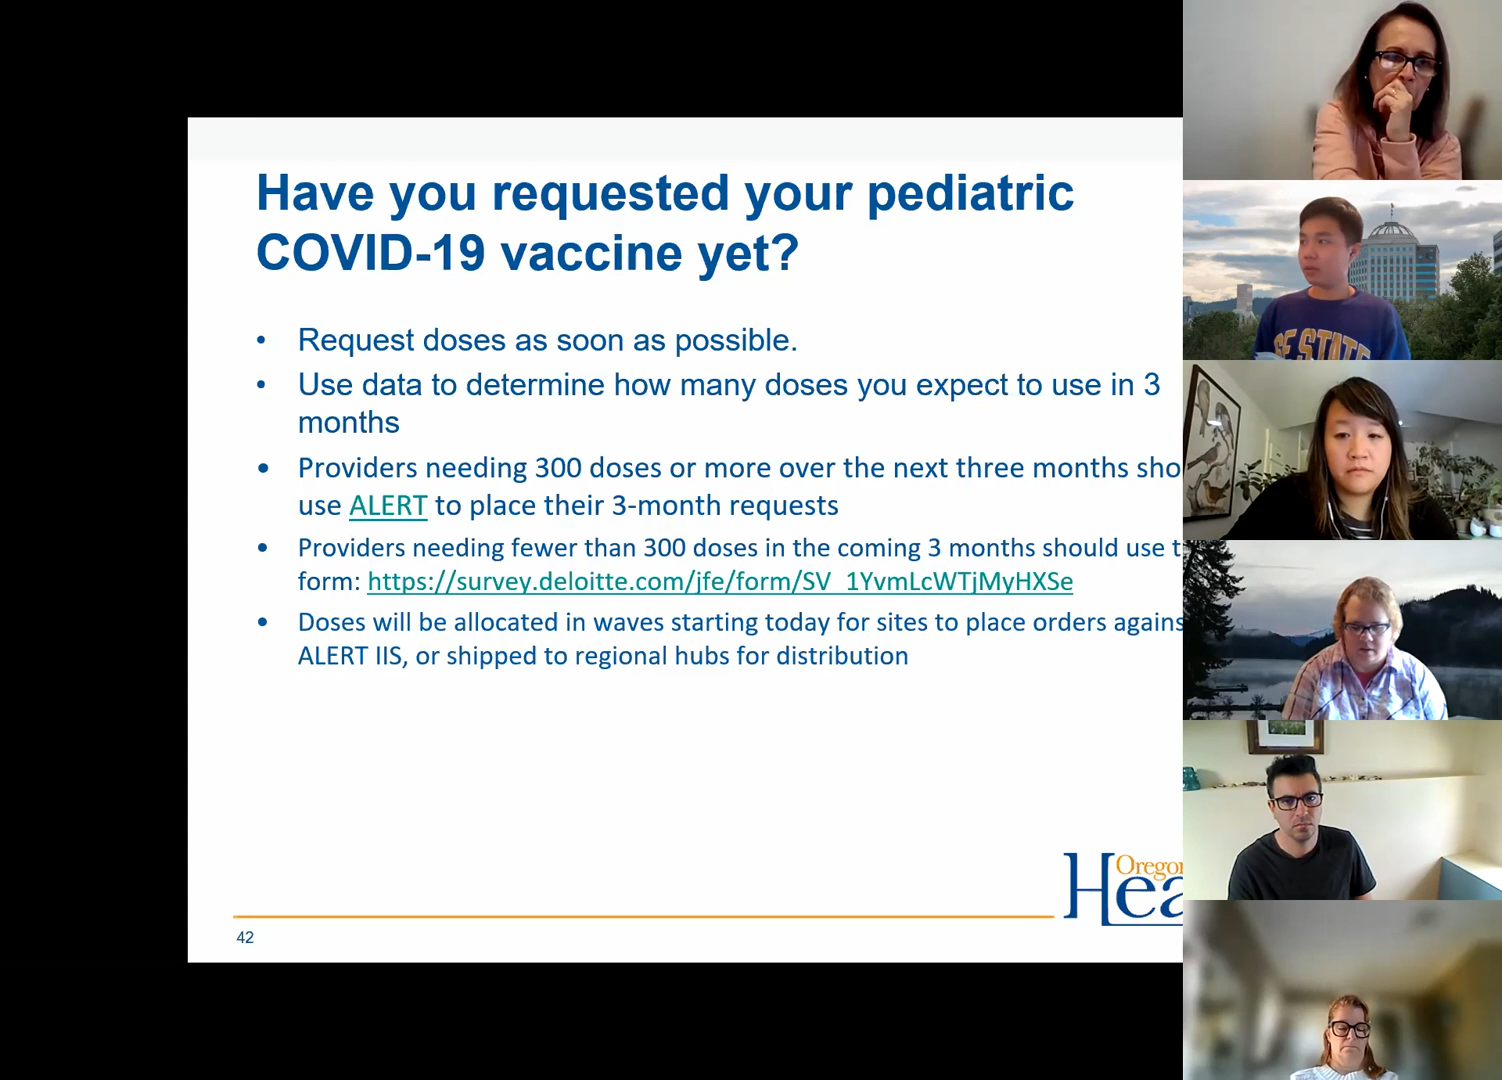 Have you requested your pediatric
COVID-19 vaccine yet?
• Request doses as soon as possible.
• Use data to determine how many doses you expect to use in 3
months
• Providers needing 300 doses or more over the next three months sho
use ALERT to place their 3-month requests
• Providers needing fewer than 300 doses in the coming 3 months should use t
form: https://survey.deloitte.com/jfe/form/SV_1YvmLcWTjMyHXSe
• Doses will be allocated in waves starting today for sites to place orders agains
ALERT IIS, or shipped to regional hubs for distribution
Orego
Hea
42
STATE